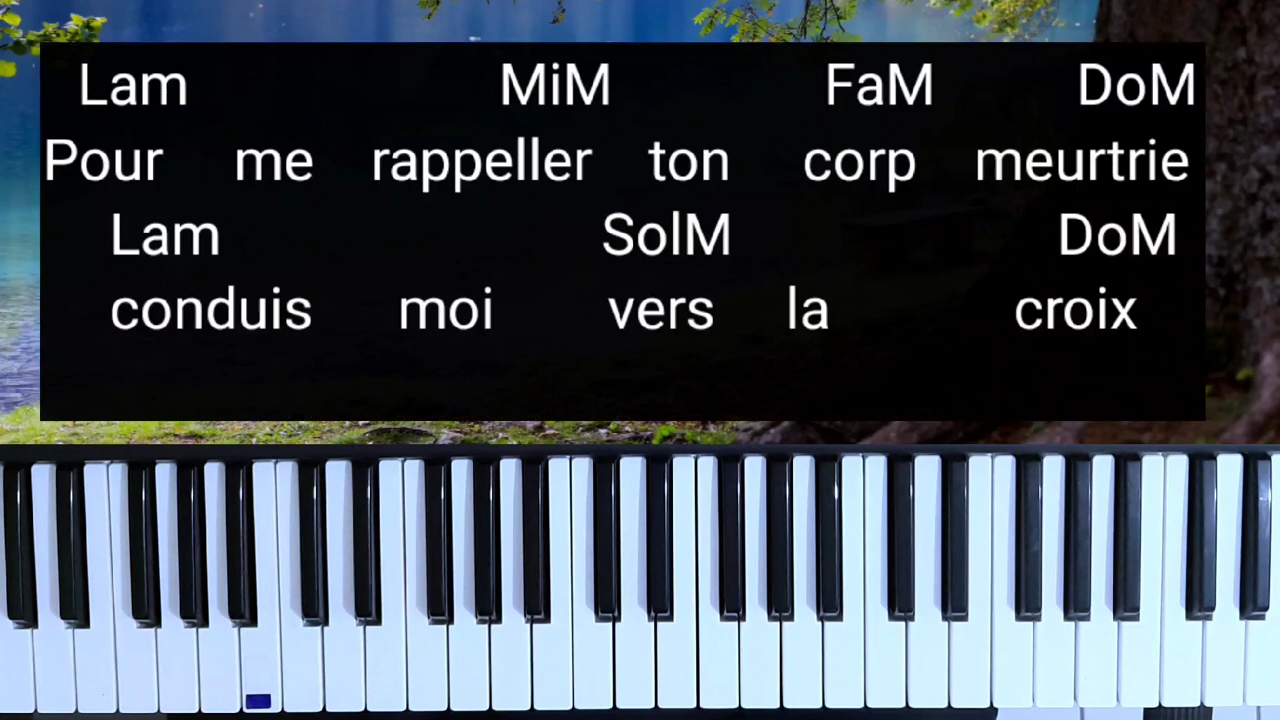 Lam MiM FaM DoM
Pour me rappeller ton corp meurtrie
Lam SolM DoM
conduis moi vers la croix